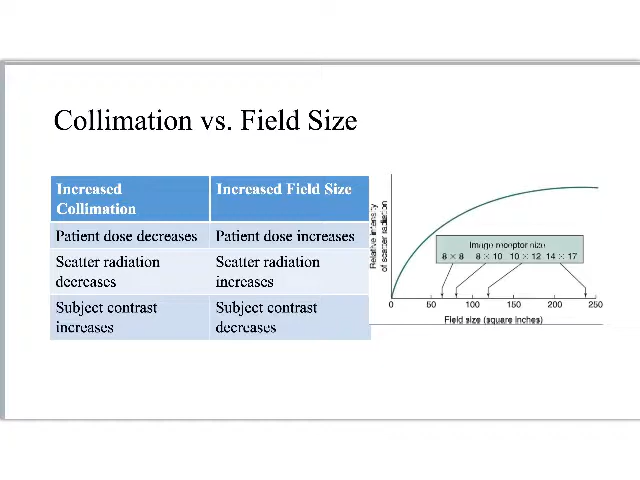 Collimation vs. Field Size
Increased
Collimation
Increased Field Size
Patient dose decreases
Patient dose increases
Scatter radiation
decreases
Scatter radiation
increases
Subject contrast
increases
Subject contrast
decreases
Relative intensity
of scatter radiation
Image receptor size
8 × 8 8 × 10 10 × 12 14 × 17
0 50 100 150 200 250
Field size (square inches)